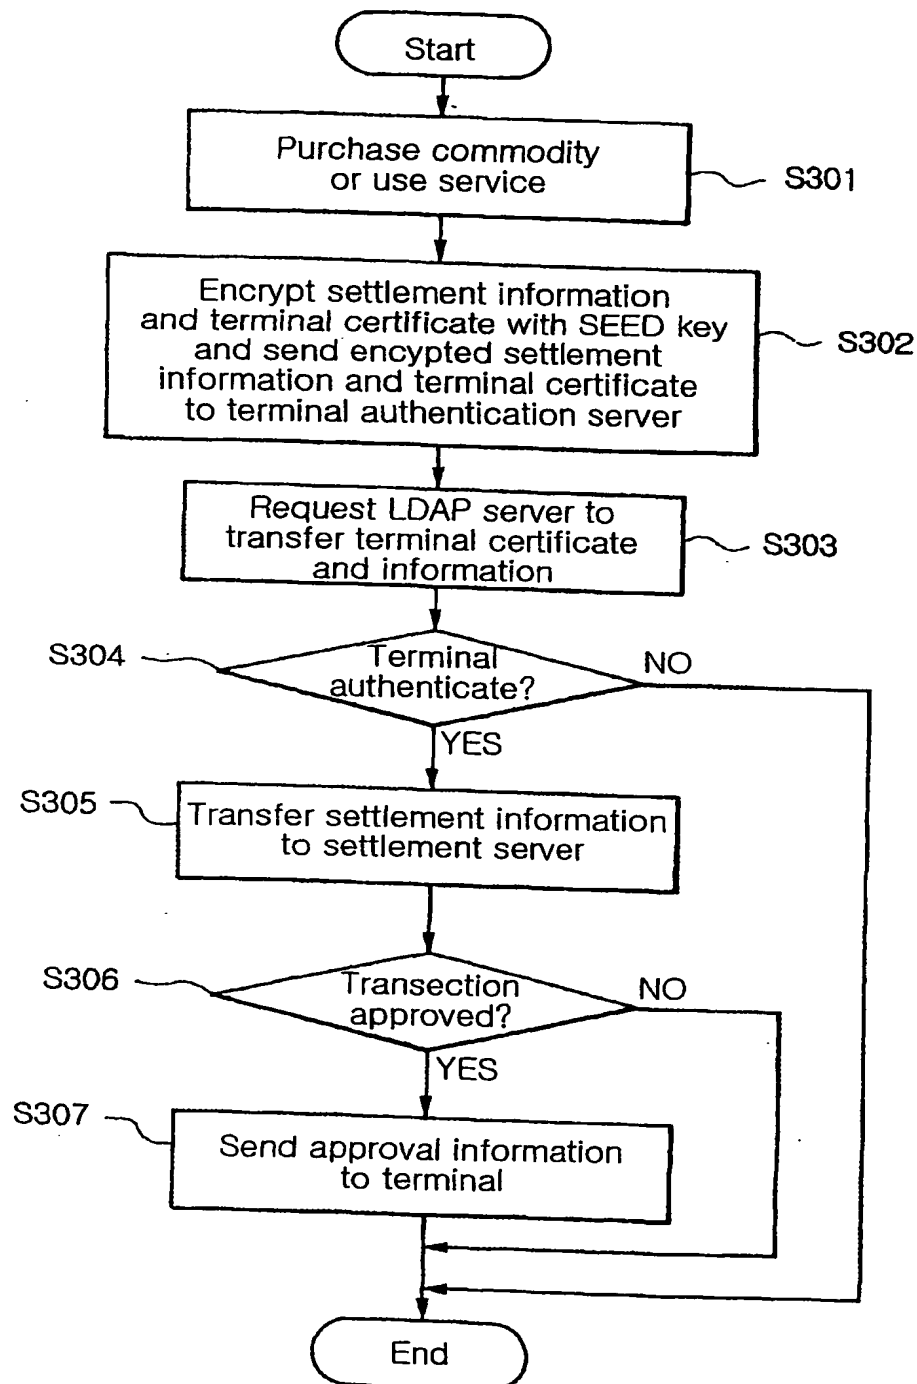 Start
Purchase commodity
or use service
S301
Encrypt settlement information
and terminal certificate with SEED key
and send encrypted settlement
information and terminal certificate
to terminal authentication server
S302
Request LDAP server to
transfer terminal certificate
and information
S303
S304
Terminal
authenticate?
NO
YES
S305
Transfer settlement information
to settlement server
S306
Transection
approved?
NO
YES
S307
Send approval information
to terminal
End